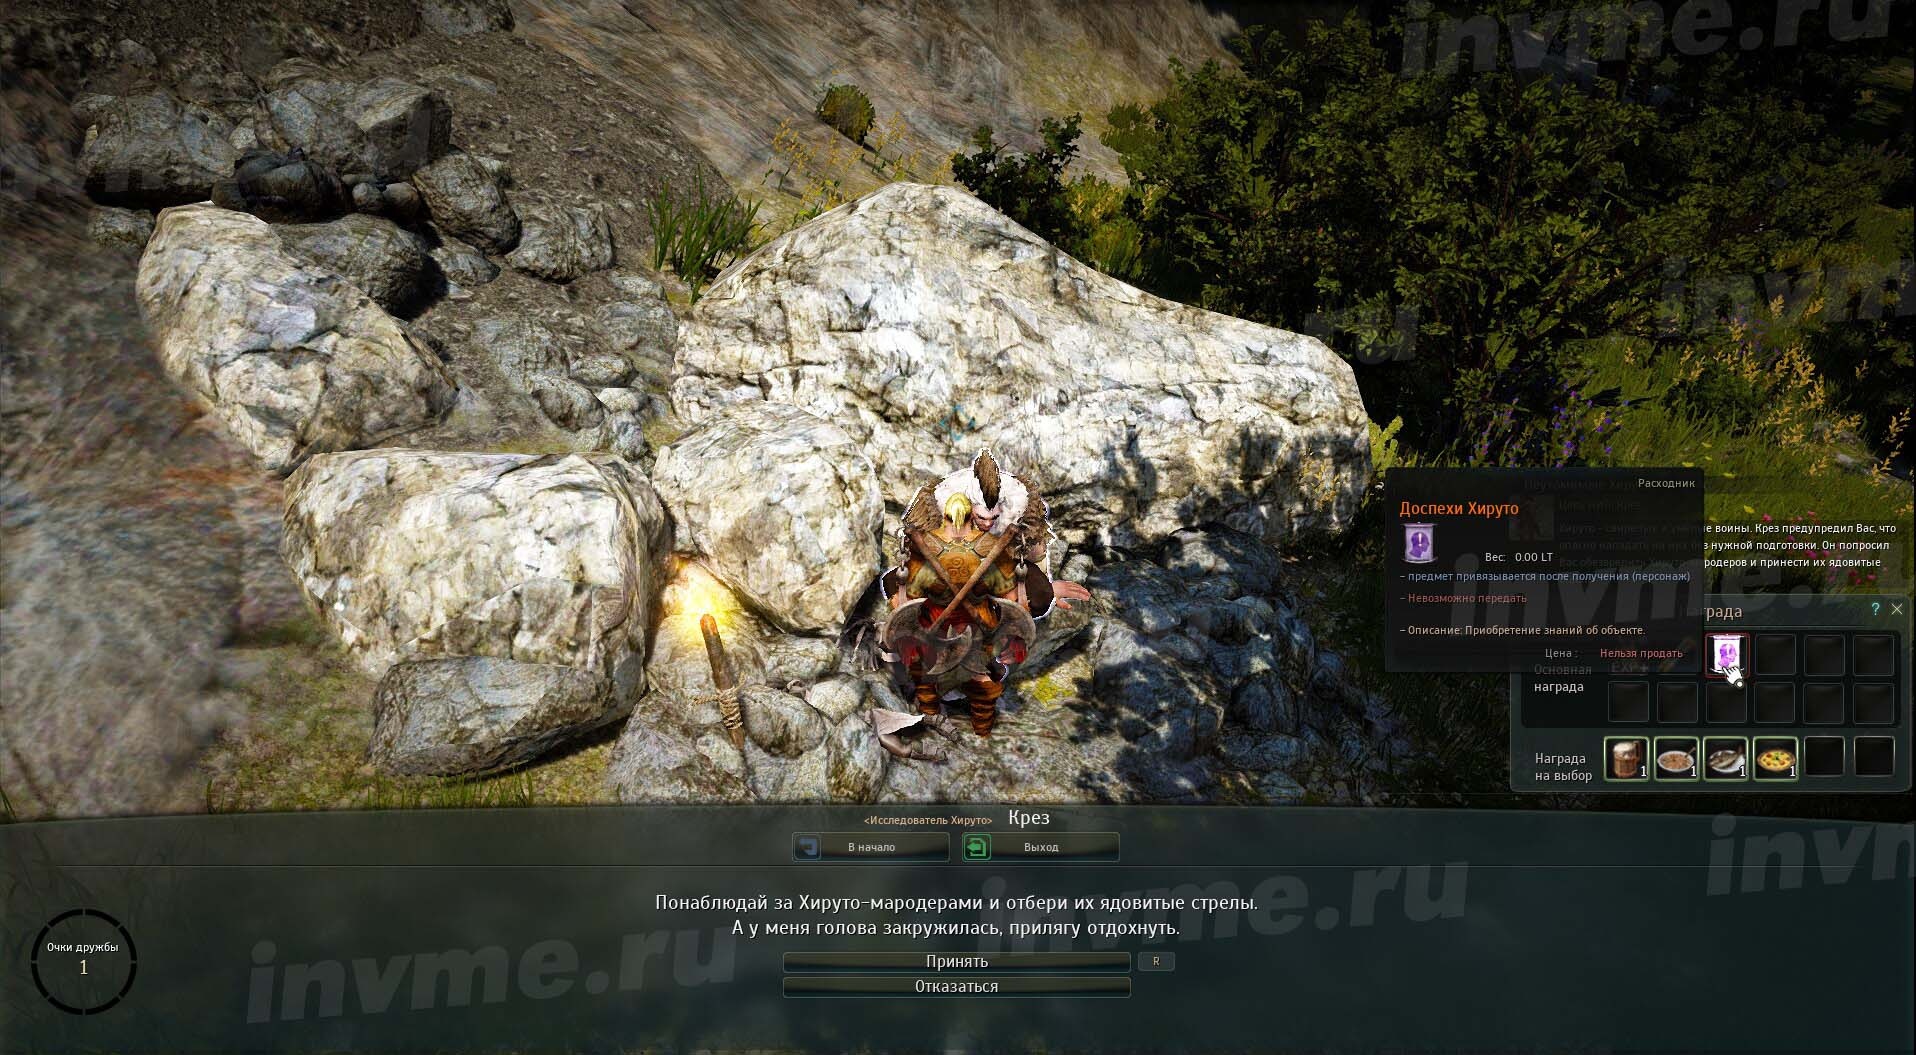 invme.ru
invme.ru
Расходник
Доспехи Хируто
Вес: 0.00 LT
- предмет привязывается после получения (персонаж)
- Невозможно передать
- Описание: Приобретение знаний об объекте.
Цена : Нельзя продать
воины. Крез предупредил Вас, что
нужной подготовки. Он попросил
родеров и принести их ядовитые
Награда
? ×
Основная
награда
Награда
на выбор
1 1 1 1
<Исследователь Хируто> Крез
В начало
Выход
Понаблюдай за Хируто-мародерами и отбери их ядовитые стрелы.
А у меня голова закружилась, прилягу отдохнуть.
Принять
R
Отказаться
Очки дружбы
1
invme.ru
invme.ru